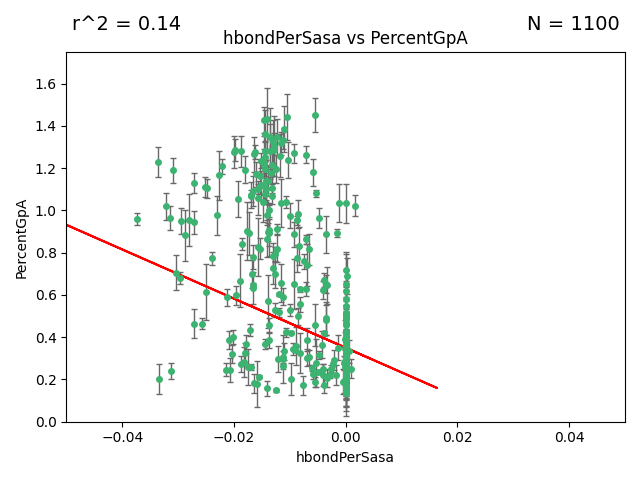 r^2 = 0.14
N = 1100
hbondPerSasa vs PercentGpA
1.6
1.4
1.2
1.0
0.8
0.6
0.4
0.2
0.0
PercentGpA
−0.04
−0.02
0.00
0.02
0.04
hbondPerSasa